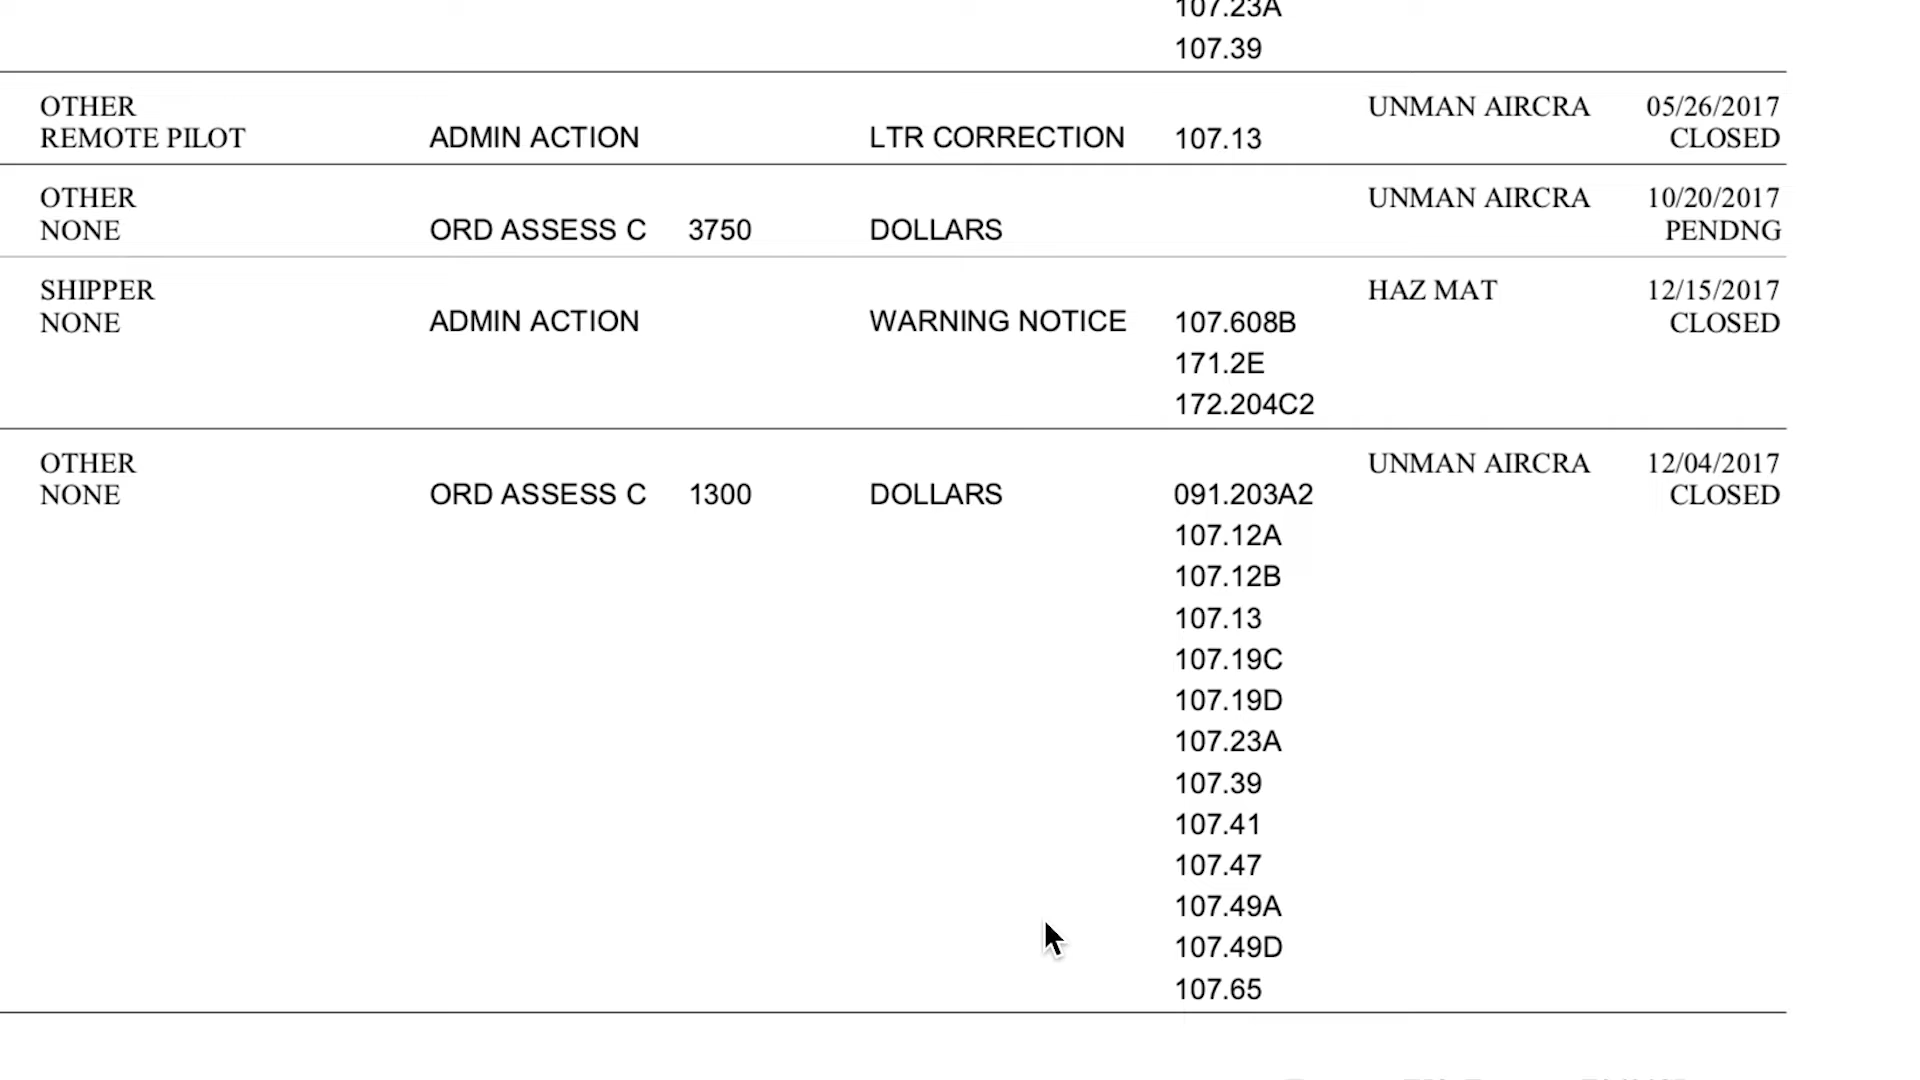 107.23A
107.39
OTHER UNMAN AIRCRA 05/26/2017
REMOTE PILOT ADMIN ACTION LTR CORRECTION 107.13 CLOSED
OTHER UNMAN AIRCRA 10/20/2017
NONE ORD ASSESS C 3750 DOLLARS PENDNG
SHIPPER HAZ MAT 12/15/2017
NONE ADMIN ACTION WARNING NOTICE 107.608B CLOSED
171.2E
172.204C2
OTHER UNMAN AIRCRA 12/04/2017
NONE ORD ASSESS C 1300 DOLLARS 091.203A2 CLOSED
107.12A
107.12B
107.13
107.19C
107.19D
107.23A
107.39
107.41
107.47
107.49A
107.49D
107.65